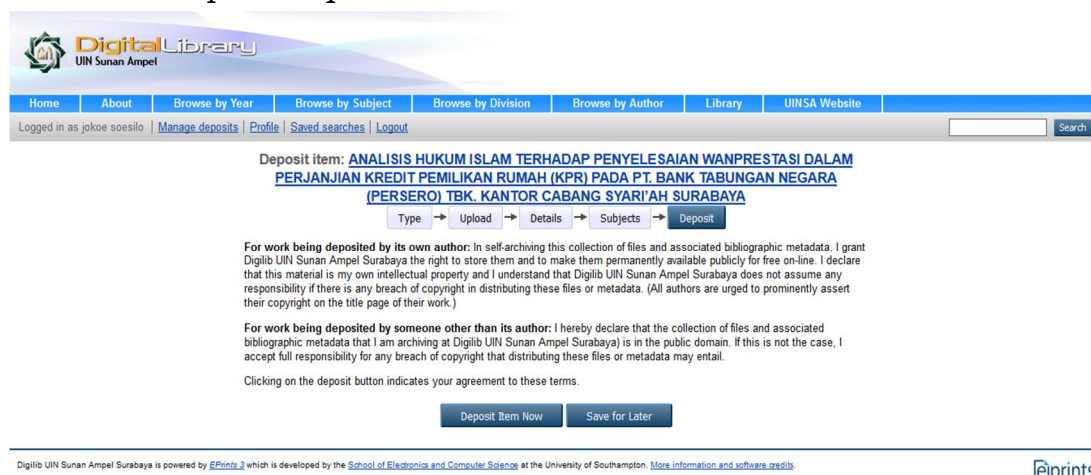 DigitalLibrary
UIN Sunan Ampel
Home About Browse by Year Browse by Subject Browse by Division Browse by Author Library UINSA Website
Logged in as jokoe soesilo | Manage deposits | Profile | Saved searches | Logout Search
Deposit item: ANALISIS HUKUM ISLAM TERHADAP PENYELESAIAN WANPRESTASI DALAM
PERJANJIAN KREDIT PEMILIKAN RUMAH (KPR) PADA PT. BANK TABUNGAN NEGARA
(PERSERO) TBK. KANTOR CABANG SYARI'AH SURABAYA
Type → Upload → Details → Subjects → Deposit
For work being deposited by its own author: In self-archiving this collection of files and associated bibliographic metadata, I grant
Digilib UIN Sunan Ampel Surabaya the right to store them and to make them permanently available publicly for free on-line. I declare
that this material is my own intellectual property and I understand that Digilib UIN Sunan Ampel Surabaya does not assume any
responsibility if there is any breach of copyright in distributing these files or metadata. (All authors are urged to prominently assert
their copyright on the title page of their work.)
For work being deposited by someone other than its author: I hereby declare that the collection of files and associated
bibliographic metadata that I am archiving at Digilib UIN Sunan Ampel Surabaya) is in the public domain. If this is not the case, I
accept full responsibility for any breach of copyright that distributing these files or metadata may entail.
Clicking on the deposit button indicates your agreement to these terms.
Deposit Item Now Save for Later
Digilib UIN Sunan Ampel Surabaya is powered by EPrints 3 which is developed by the School of Electronics and Computer Science at the University of Southampton. More information and software credits.
eprints